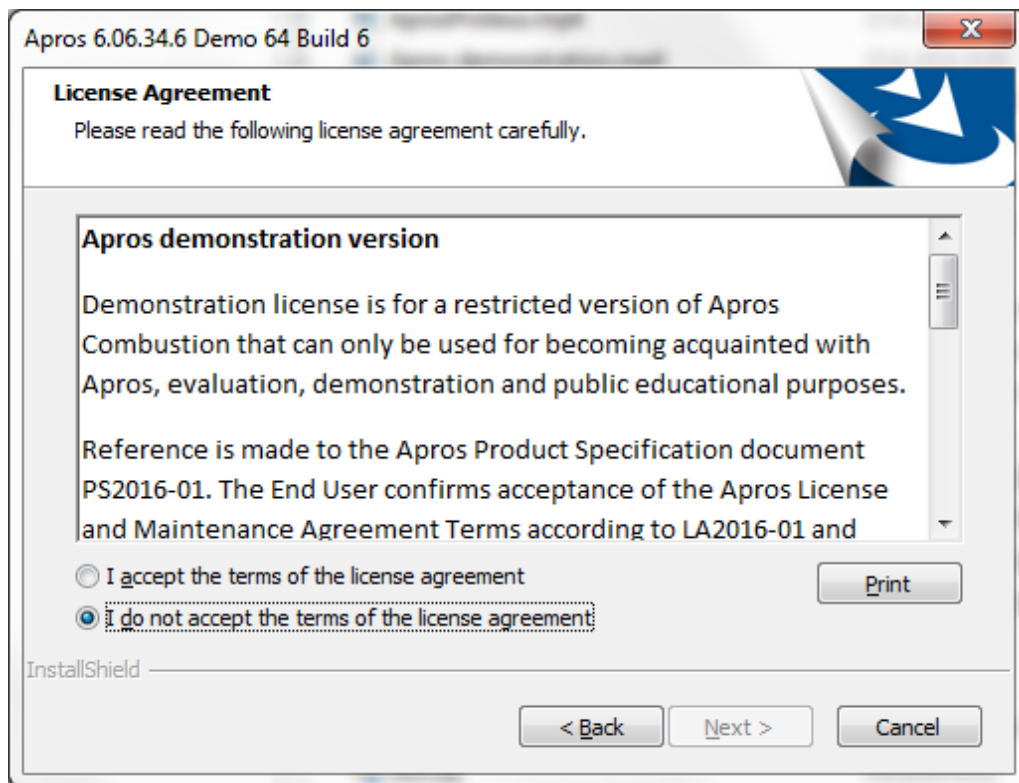 Apros 6.06.34.6 Demo 64 Build 6
License Agreement
Please read the following license agreement carefully.
Apros demonstration version
Demonstration license is for a restricted version of Apros
Combustion that can only be used for becoming acquainted with
Apros, evaluation, demonstration and public educational purposes.
Reference is made to the Apros Product Specification document
PS2016-01. The End User confirms acceptance of the Apros License
and Maintenance Agreement Terms according to LA2016-01 and
I accept the terms of the license agreement
Print
I do not accept the terms of the license agreement
InstallShield
< Back
Next >
Cancel